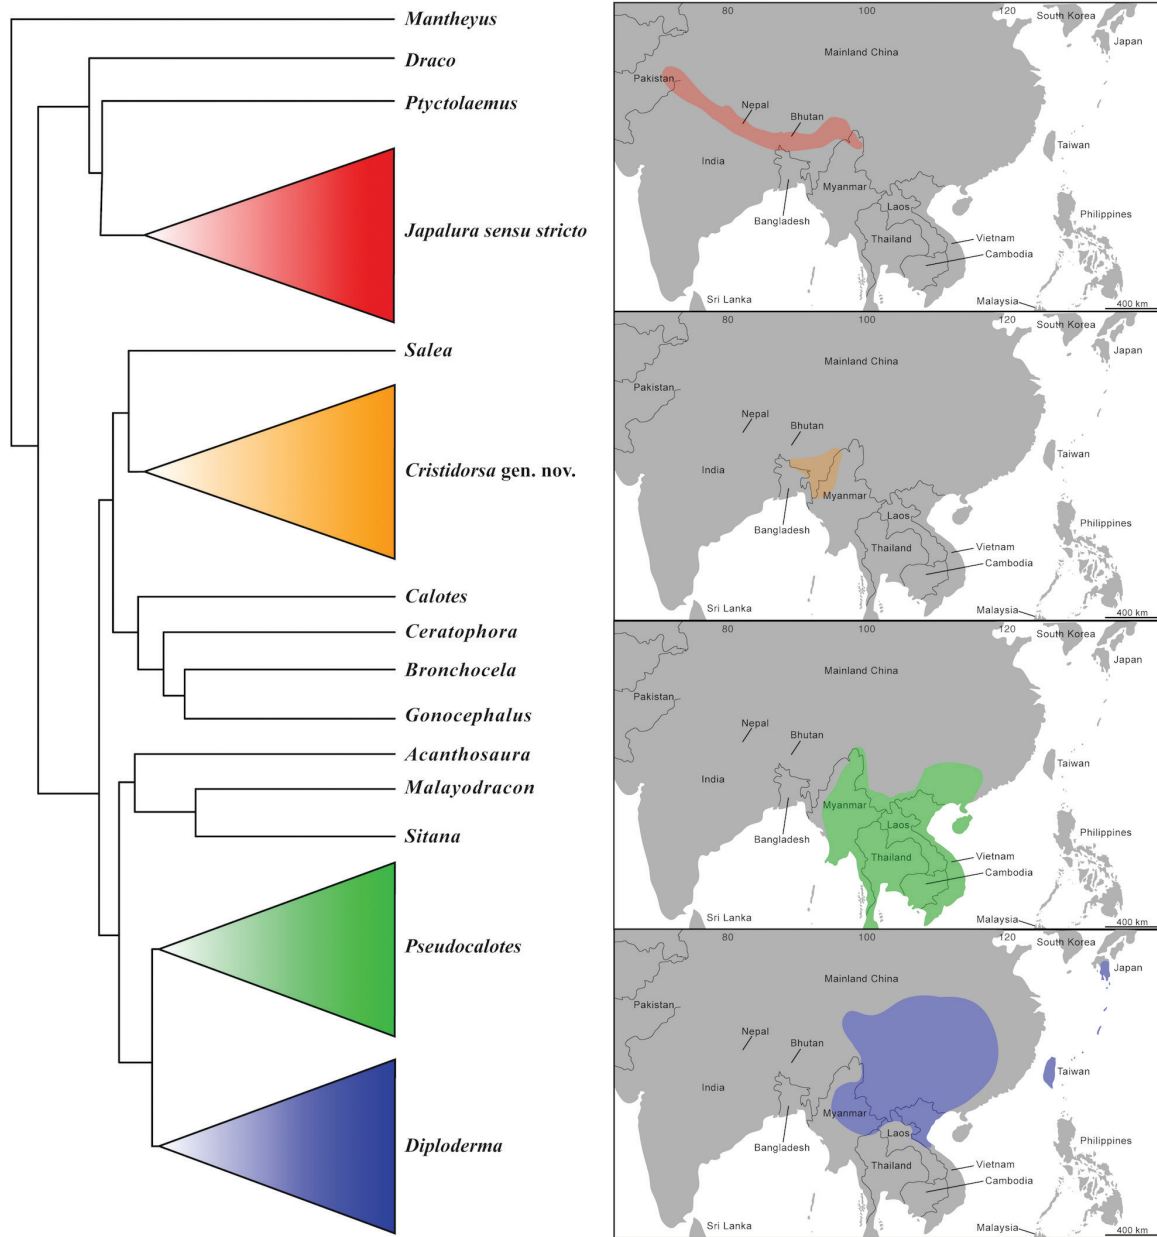 Mantheyus
Draco
Ptyctolaemus
Japalura sensu stricto
Salea
Cristidorsa gen. nov.
Calotes
Ceratophora
Bronchocela
Gonocephalus
Acanthosaura
Malayodracon
Sitana
Pseudocalotes
Diploderma
80
100
120
South Korea
Japan
Mainland China
Pakistan
Nepal
Bhutan
Taiwan
India
Myanmar
Bangladesh
Laos
Philippines
Thailand
Vietnam
Cambodia
Sri Lanka
Malaysia
400 km
80
100
120
South Korea
Japan
Mainland China
Pakistan
Nepal
Bhutan
Taiwan
India
Myanmar
Bangladesh
Laos
Philippines
Thailand
Vietnam
Cambodia
Sri Lanka
Malaysia
400 km
80
100
120
South Korea
Japan
Mainland China
Pakistan
Nepal
Bhutan
Taiwan
India
Myanmar
Bangladesh
Laos
Philippines
Thailand
Vietnam
Cambodia
Sri Lanka
Malaysia
400 km
80
100
120
South Korea
Japan
Mainland China
Pakistan
Nepal
Bhutan
Taiwan
India
Myanmar
Bangladesh
Laos
Philippines
Thailand
Vietnam
Cambodia
Sri Lanka
Malaysia
400 km